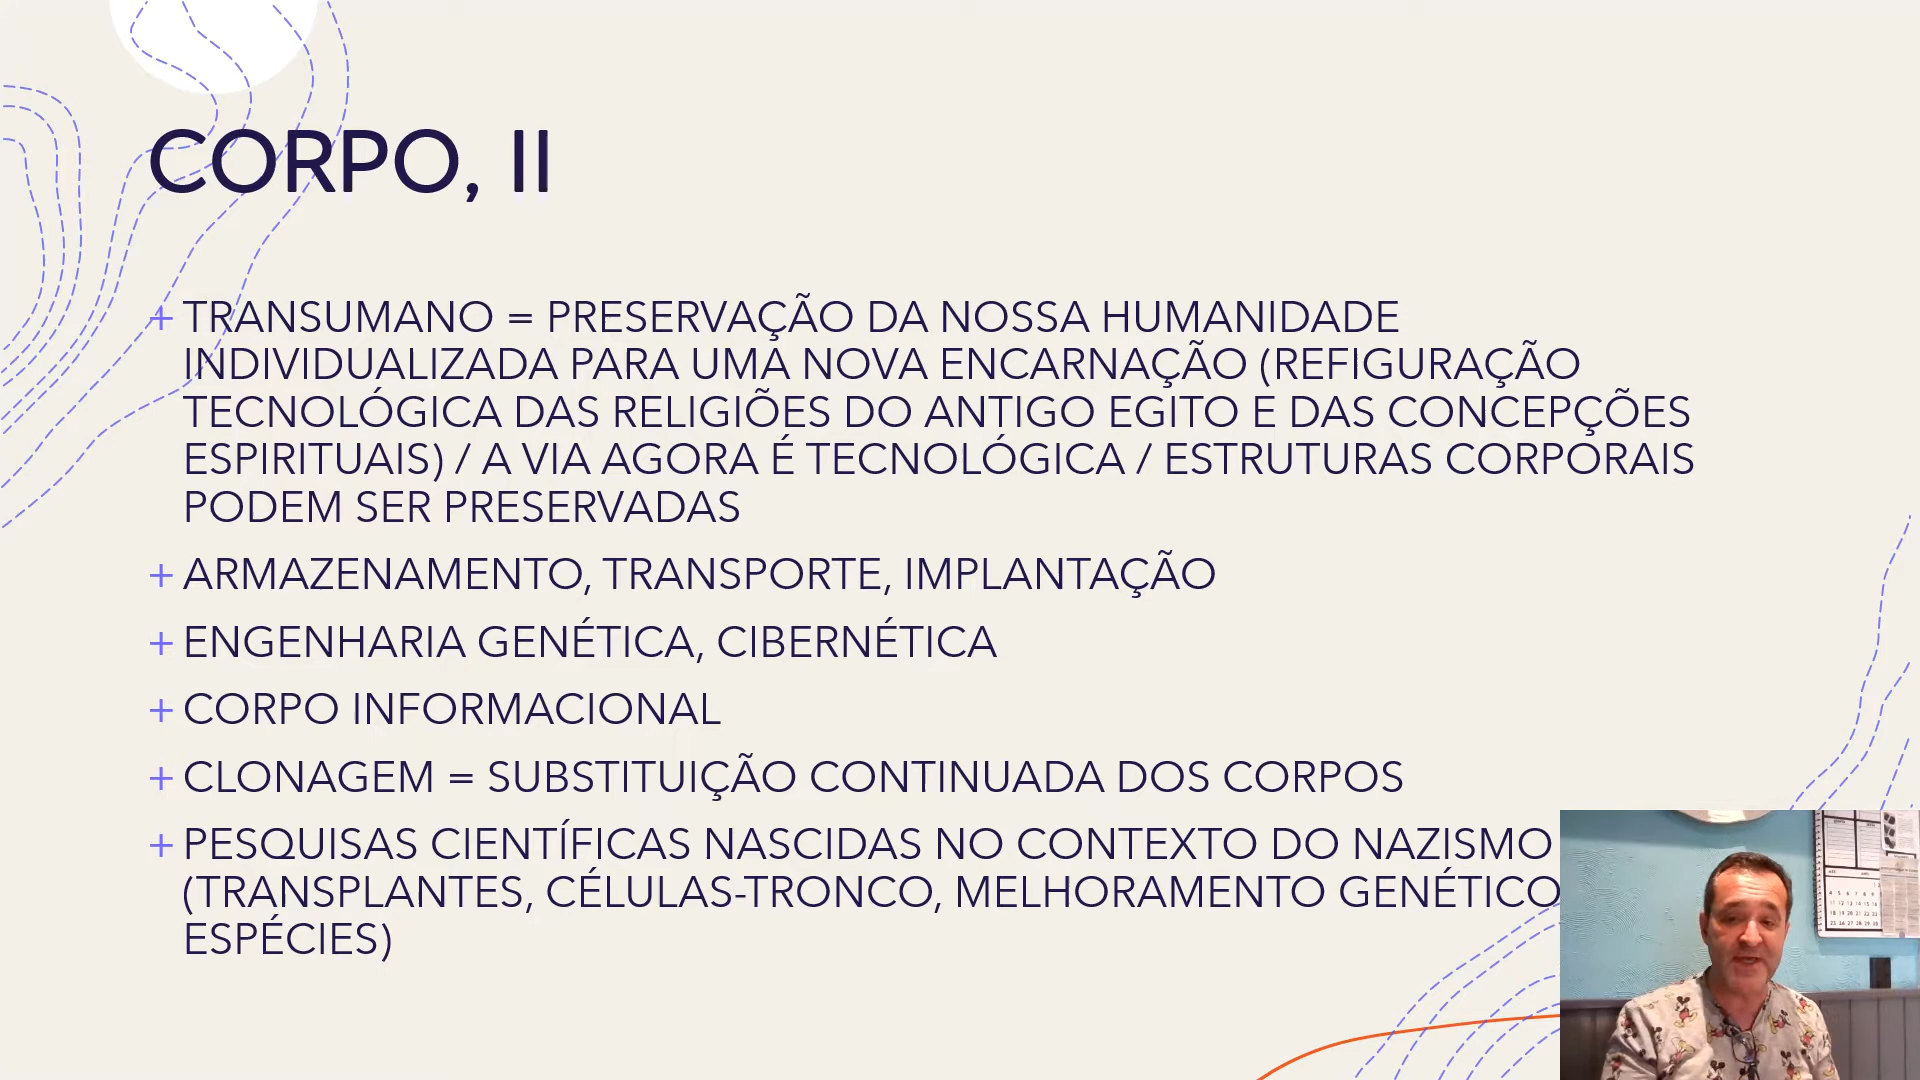 CORPO, II
+ TRANSUMANO = PRESERVAÇÃO DA NOSSA HUMANIDADE
INDIVIDUALIZADA PARA UMA NOVA ENCARNAÇÃO (REFIGURAÇÃO
TECNOLÓGICA DAS RELIGIÕES DO ANTIGO EGITO E DAS CONCEPÇÕES
ESPIRITUAIS) / A VIA AGORA É TECNOLÓGICA / ESTRUTURAS CORPORAIS
PODEM SER PRESERVADAS
+ ARMAZENAMENTO, TRANSPORTE, IMPLANTAÇÃO
+ ENGENHARIA GENÉTICA, CIBERNÉTICA
+ CORPO INFORMACIONAL
+ CLONAGEM = SUBSTITUIÇÃO CONTINUADA DOS CORPOS
+ PESQUISAS CIENTÍFICAS NASCIDAS NO CONTEXTO DO NAZISMO
(TRANSPLANTES, CÉLULAS-TRONCO, MELHORAMENTO GENÉTICO
ESPÉCIES)